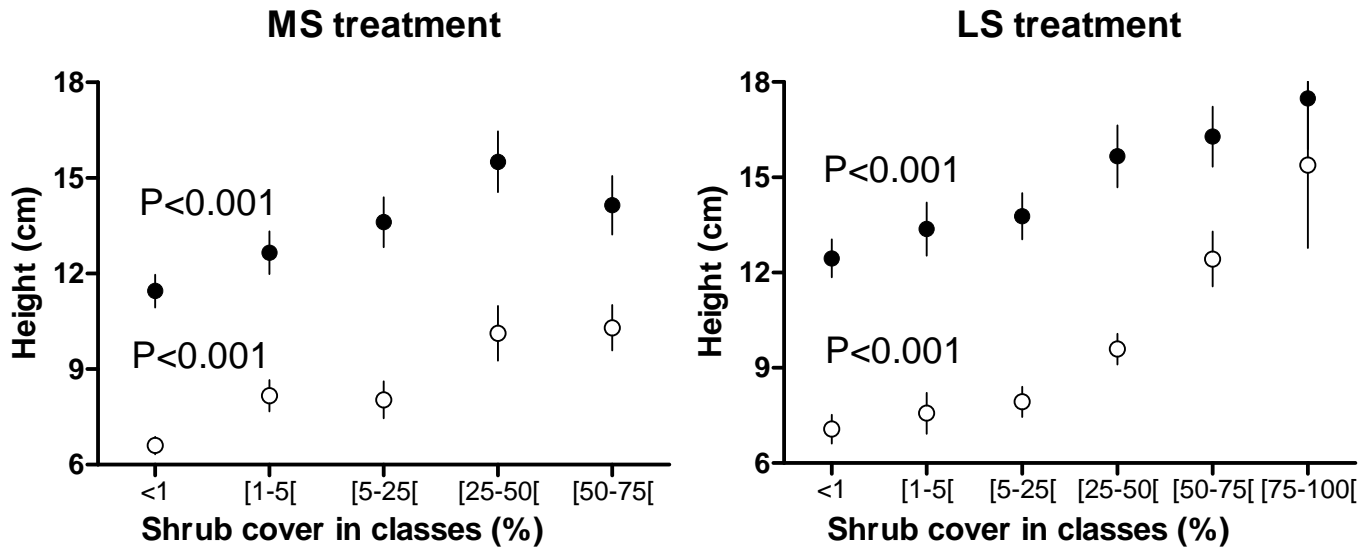 MS treatment
18
15
12
9
6
Height (cm)
P<0.001
P<0.001
<1 [1-5[ [5-25[ [25-50[ [50-75[
Shrub cover in classes (%)
LS treatment
18
15
12
9
6
Height (cm)
P<0.001
P<0.001
<1 [1-5[ [5-25[ [25-50[ [50-75[ [75-100[
Shrub cover in classes (%)